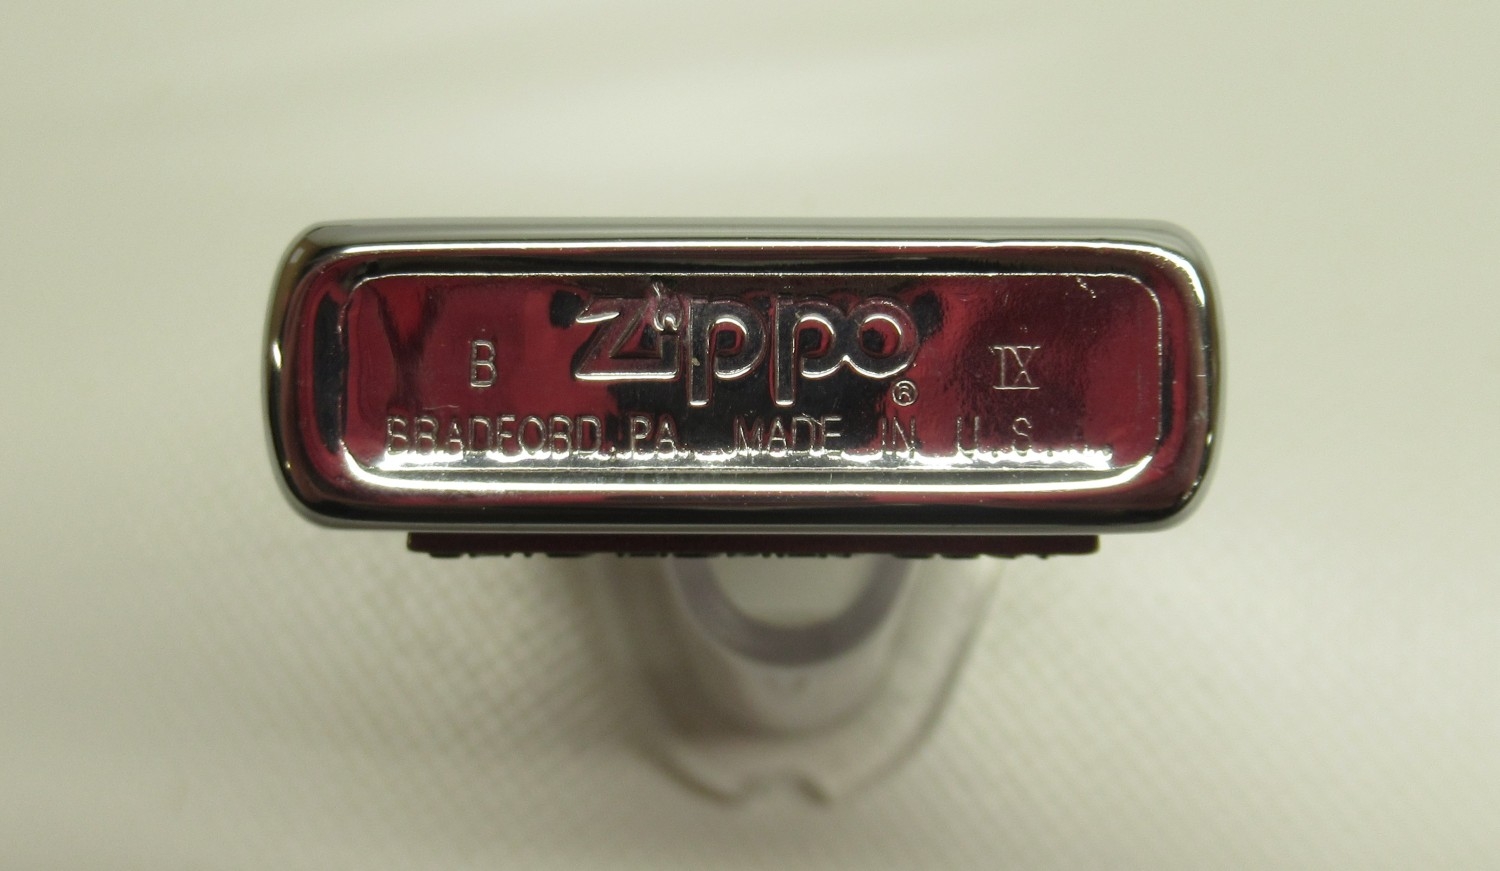 Zippo®
B IX
BRADFORD, PA. MADE IN U.S.A.